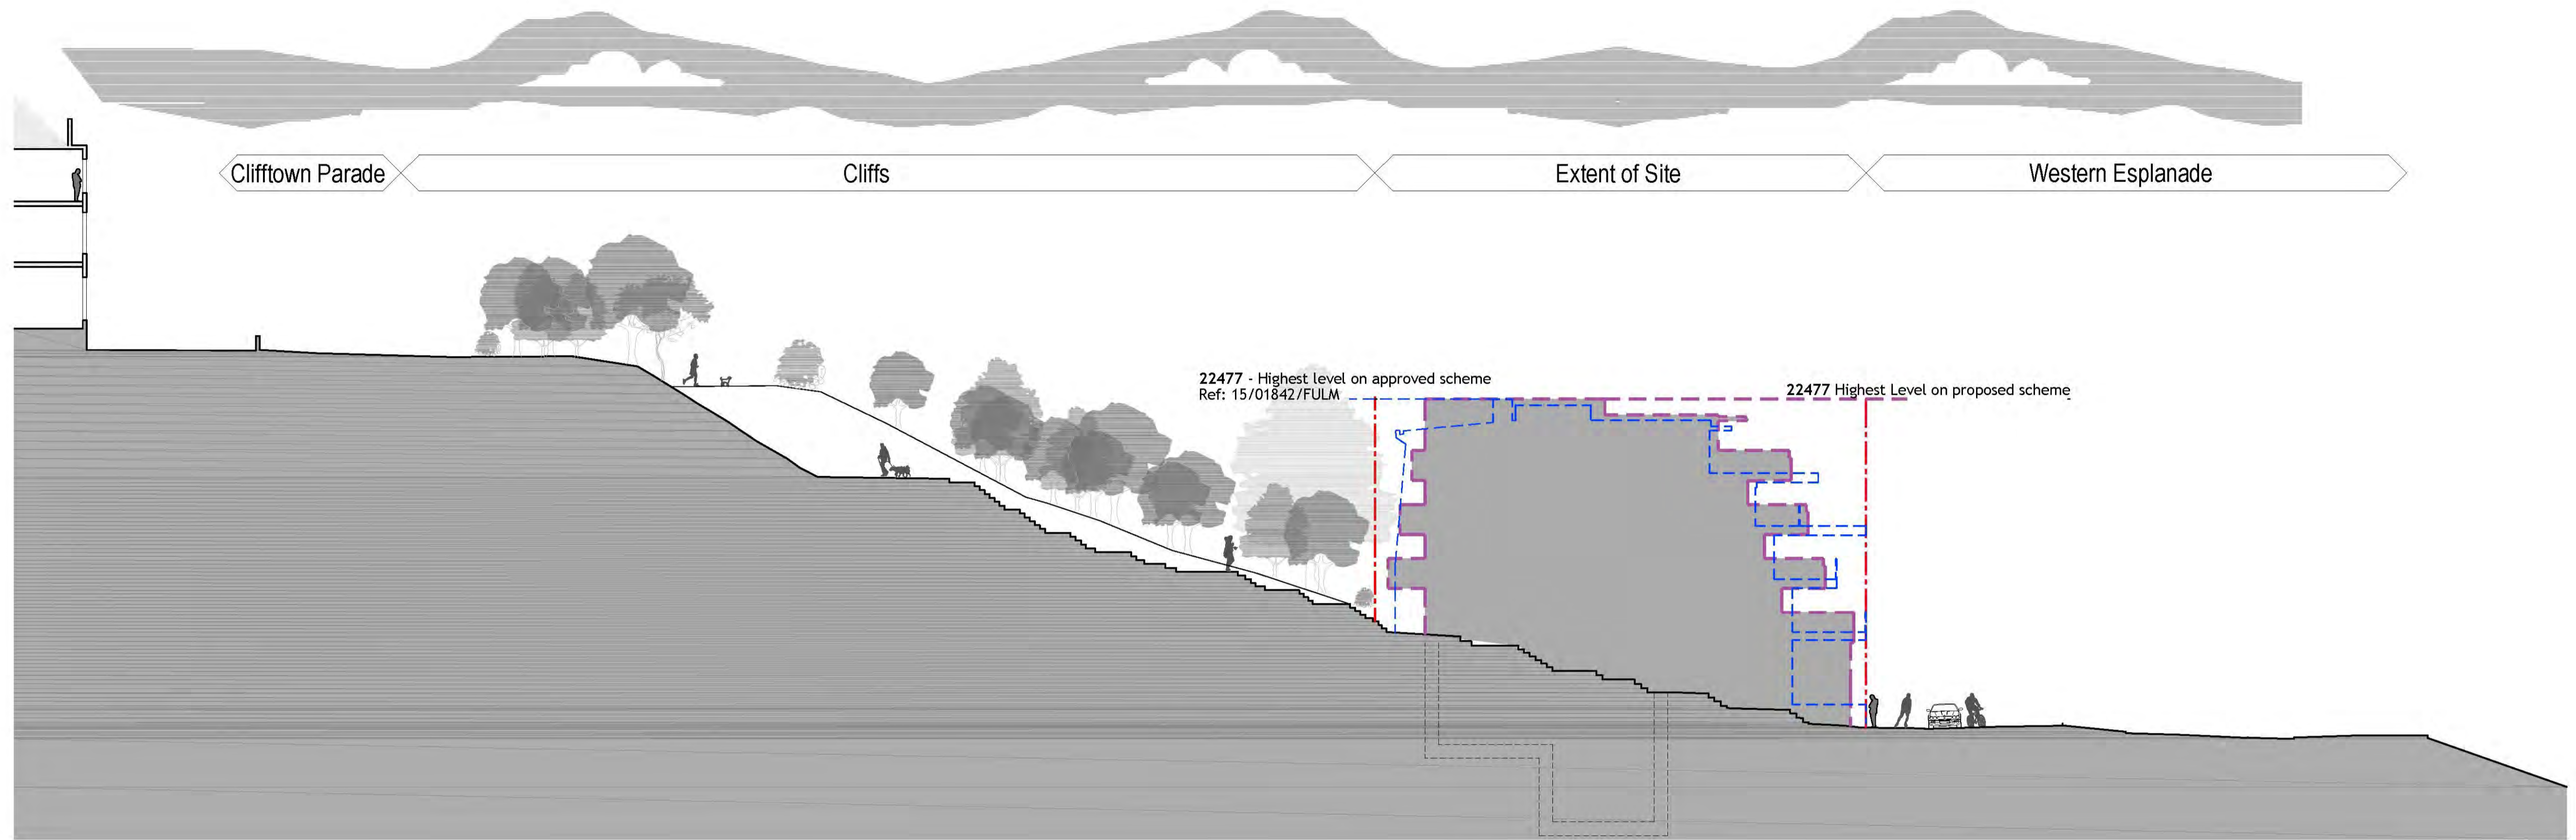 Clifftown Parade
Cliffs
Extent of Site
Western Esplanade
22477 - Highest level on approved scheme
Ref: 15/01842/FULM
22477 Highest Level on proposed scheme